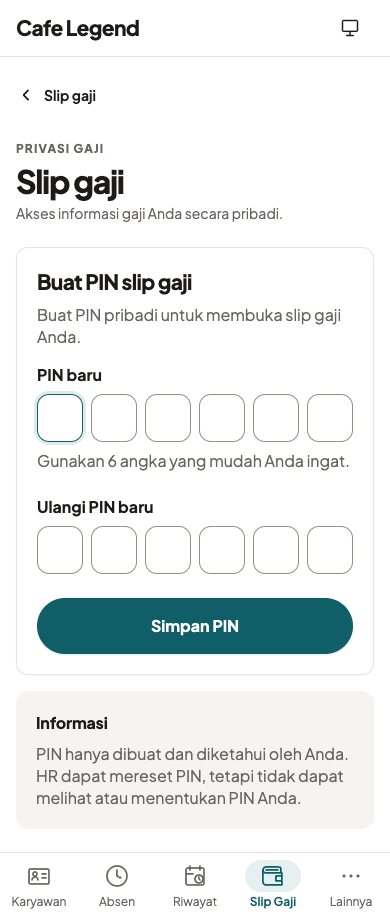 Cafe Legend
Slip gaji
PRIVASI GAJI
Slip gaji
Akses informasi gaji Anda secara pribadi.
Buat PIN slip gaji
Buat PIN pribadi untuk membuka slip gaji
Anda.
PIN baru
Gunakan 6 angka yang mudah Anda ingat.
Ulangi PIN baru
Simpan PIN
Informasi
PIN hanya dibuat dan diketahui oleh Anda.
HR dapat mereset PIN, tetapi tidak dapat
melihat atau menentukan PIN Anda.
Karyawan
Absen
Riwayat
Slip Gaji
Lainnya